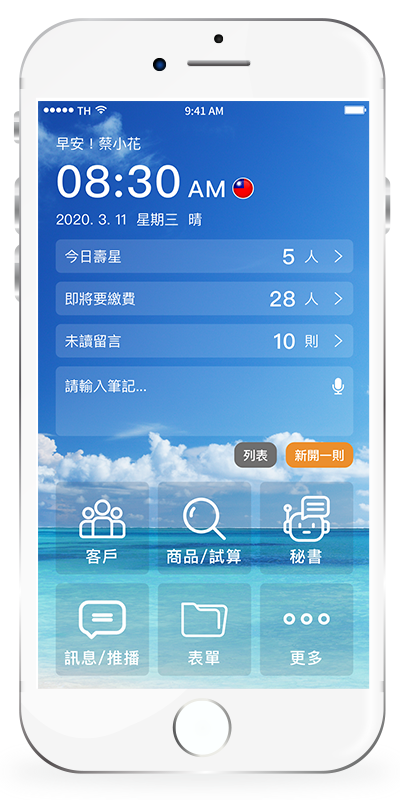 TH 9:41 AM
早安！蔡小花
08:30 AM
2020. 3. 11 星期三 晴
今日壽星 5 人
即將要繳費 28 人
未讀留言 10 則
請輸入筆記...
列表 新開一則
客戶 商品/試算 秘書
訊息/推播 表單 更多